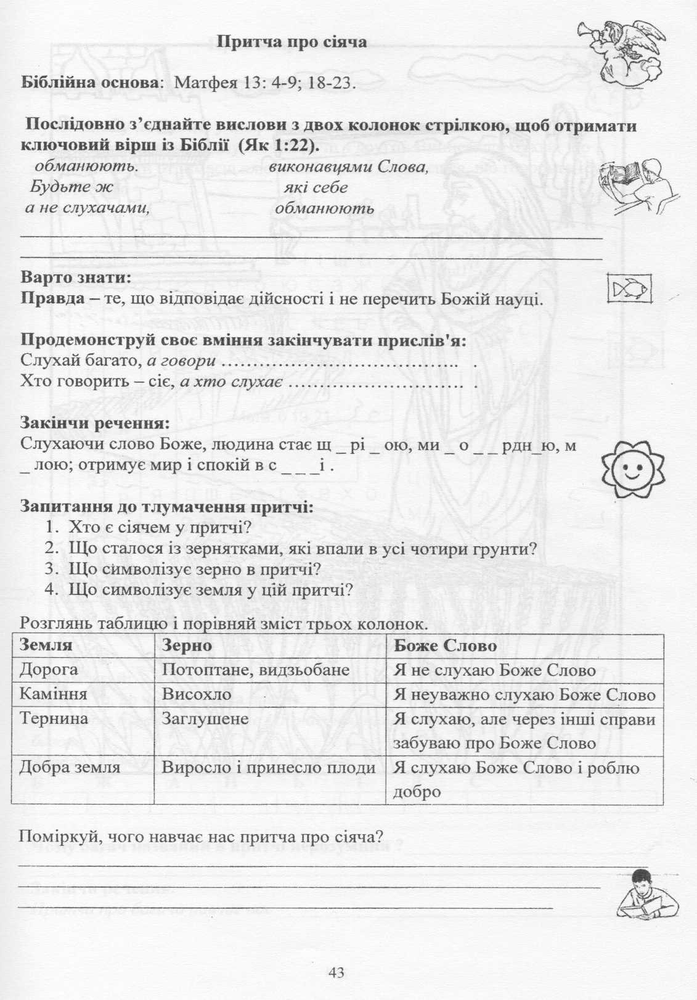 Притча про сіяча
Біблійна основа: Матфея 13: 4-9; 18-23.
Послідовно з’єднайте вислови з двох колонок стрілкою, щоб отримати
ключовий вірш із Біблії (Як 1:22).
обманюють. виконавцями Слова,
Будьте ж які себе
а не слухачами, обманюють
Варто знати:
Правда – те, що відповідає дійсності і не перечить Божій науці.
Продемонструй своє вміння закінчувати прислів'я:
Слухай багато, а говори ..................................... .
Хто говорить – сіє, а хто слухає ........................... .
Закінчи речення:
Слухаючи слово Боже, людина стає щ _ рі _ ою, ми _ о _ _ рдн_ю, м
_ лою; отримує мир і спокій в с _ _ _і .
Запитання до тлумачення притчі:
1. Хто є сіячем у притчі?
2. Що сталося із зернятками, які впали в усі чотири грунти?
3. Що символізує зерно в притчі?
4. Що символізує земля у цій притчі?
Розглянь таблицю і порівняй зміст трьох колонок.
Земля Зерно Боже Слово
Дорога Потоптане, видзьобане Я не слухаю Боже Слово
Каміння Висохло Я неуважно слухаю Боже Слово
Тернина Заглушене Я слухаю, але через інші справи
забуваю про Боже Слово
Добра земля Виросло і принесло плоди Я слухаю Боже Слово і роблю
добро
Поміркуй, чого навчає нас притча про сіяча?
43